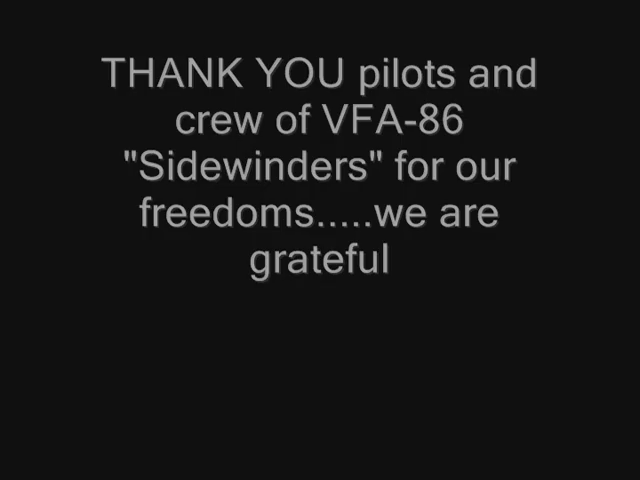 THANK YOU pilots and
crew of VFA-86
"Sidewinders" for our
freedoms.....we are
grateful